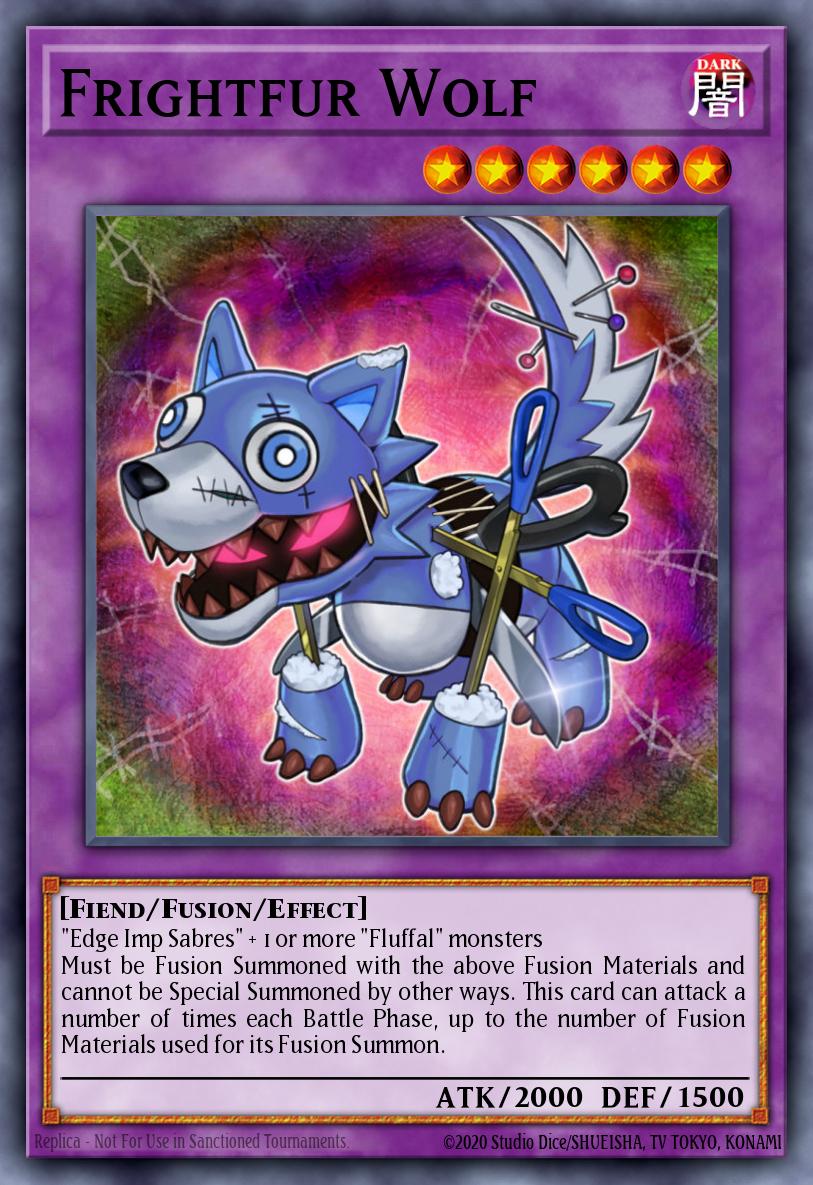 Frightfur Wolf
DARK
闇
[Fiend/Fusion/Effect]
"Edge Imp Sabres" + 1 or more "Fluffal" monsters
Must be Fusion Summoned with the above Fusion Materials and
cannot be Special Summoned by other ways. This card can attack a
number of times each Battle Phase, up to the number of Fusion
Materials used for its Fusion Summon.
ATK/2000 DEF/1500
Replica - Not For Use in Sanctioned Tournaments.
©2020 Studio Dice/SHUEISHA, TV TOKYO, KONAMI